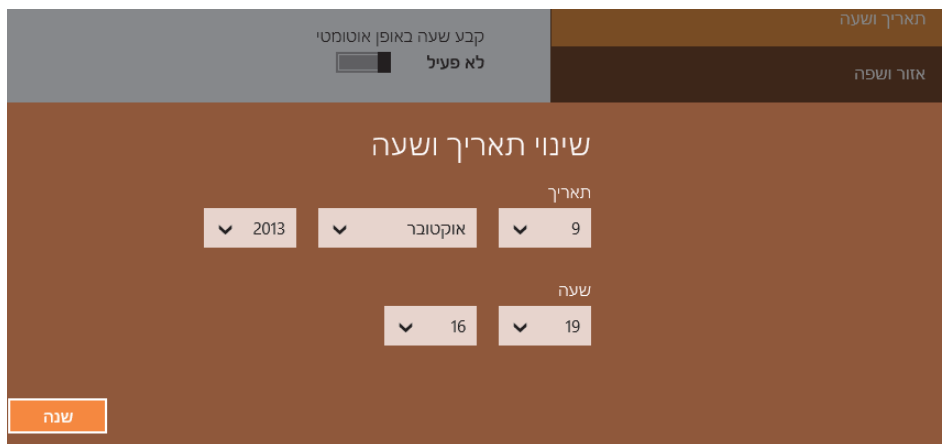 תאריך ושעה
אזור ושפה
קבע שעה באופן אוטומטי
לא פעיל
שינוי תאריך ושעה
תאריך
9 אוקטובר 2013
שעה
19 16
שנה